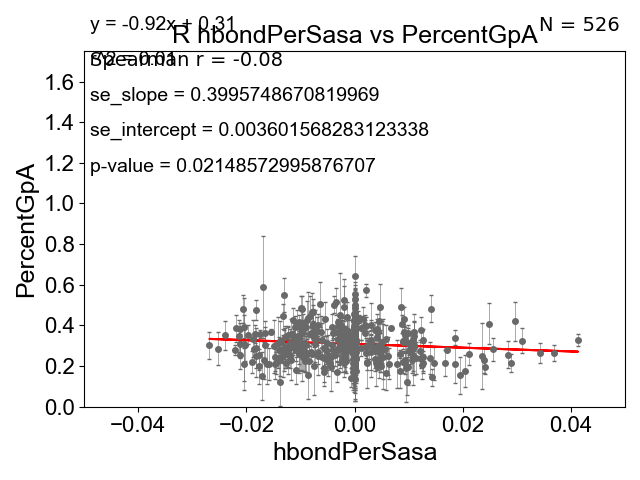 y = -0.92x + 0.31
N = 526
R hbondPerSasa vs PercentGpA
R^2 = 0.01
Spearman r = -0.08
se_slope = 0.3995748670819969
se_intercept = 0.003601568283123338
p-value = 0.02148572995876707
PercentGpA
1.6
1.4
1.2
1.0
0.8
0.6
0.4
0.2
0.0
−0.04 −0.02 0.00 0.02 0.04
hbondPerSasa